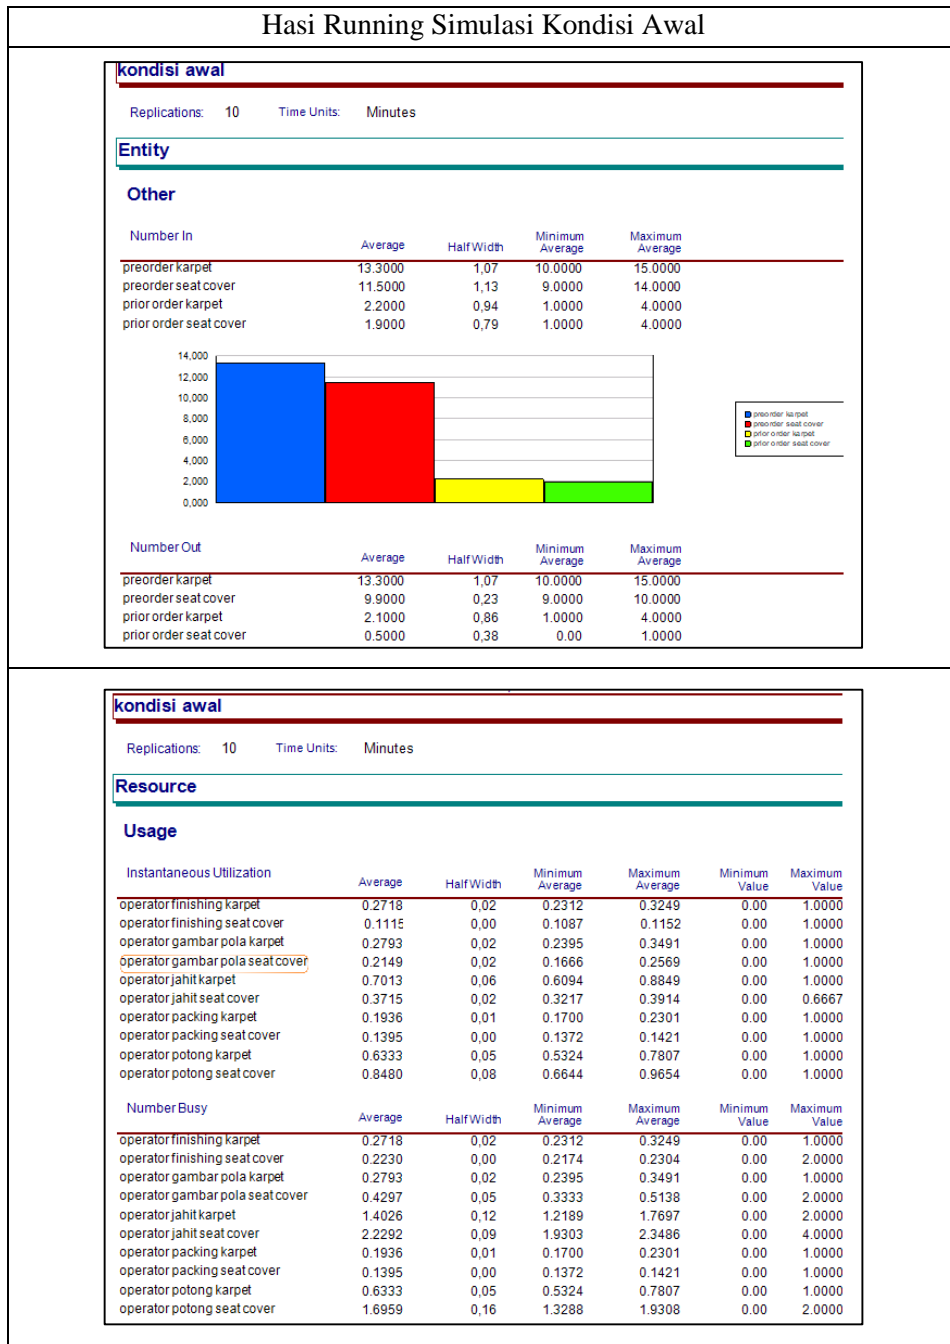 Hasi Running Simulasi Kondisi Awal
kondisi awal
Replications: 10 Time Units: Minutes
Entity
Other
Number In Average Half Width Minimum Average Maximum Average
preorder karpet 13.3000 1,07 10.0000 15.0000
preorder seat cover 11.5000 1,13 9.0000 14.0000
prior order karpet 2.2000 0,94 1.0000 4.0000
prior order seat cover 1.9000 0,79 1.0000 4.0000
14,000
12,000
10,000
8,000
6,000
4,000
2,000
0,000
preorder karpet
preorder seat cover
prior order karpet
prior order seat cover
Number Out Average Half Width Minimum Average Maximum Average
preorder karpet 13.3000 1,07 10.0000 15.0000
preorder seat cover 9.9000 0,23 9.0000 10.0000
prior order karpet 2.1000 0,86 1.0000 4.0000
prior order seat cover 0.5000 0,38 0.00 1.0000
kondisi awal
Replications: 10 Time Units: Minutes
Resource
Usage
Instantaneous Utilization Average Half Width Minimum Average Maximum Average Minimum Value Maximum Value
operator finishing karpet 0.2718 0,02 0.2312 0.3249 0.00 1.0000
operator finishing seat cover 0.1115 0,00 0.1087 0.1152 0.00 1.0000
operator gambar pola karpet 0.2793 0,02 0.2395 0.3491 0.00 1.0000
operator gambar pola seat cover 0.2149 0,02 0.1666 0.2569 0.00 1.0000
operator jahit karpet 0.7013 0,06 0.6094 0.8849 0.00 1.0000
operator jahit seat cover 0.3715 0,02 0.3217 0.3914 0.00 0.6667
operator packing karpet 0.1936 0,01 0.1700 0.2301 0.00 1.0000
operator packing seat cover 0.1395 0,00 0.1372 0.1421 0.00 1.0000
operator potong karpet 0.6333 0,05 0.5324 0.7807 0.00 1.0000
operator potong seat cover 0.8480 0,08 0.6644 0.9654 0.00 1.0000
Number Busy Average Half Width Minimum Average Maximum Average Minimum Value Maximum Value
operator finishing karpet 0.2718 0,02 0.2312 0.3249 0.00 1.0000
operator finishing seat cover 0.2230 0,00 0.2174 0.2304 0.00 2.0000
operator gambar pola karpet 0.2793 0,02 0.2395 0.3491 0.00 1.0000
operator gambar pola seat cover 0.4297 0,05 0.3333 0.5138 0.00 2.0000
operator jahit karpet 1.4026 0,12 1.2189 1.7697 0.00 2.0000
operator jahit seat cover 2.2292 0,09 1.9303 2.3486 0.00 4.0000
operator packing karpet 0.1936 0,01 0.1700 0.2301 0.00 1.0000
operator packing seat cover 0.1395 0,00 0.1372 0.1421 0.00 1.0000
operator potong karpet 0.6333 0,05 0.5324 0.7807 0.00 1.0000
operator potong seat cover 1.6959 0,16 1.3288 1.9308 0.00 2.0000